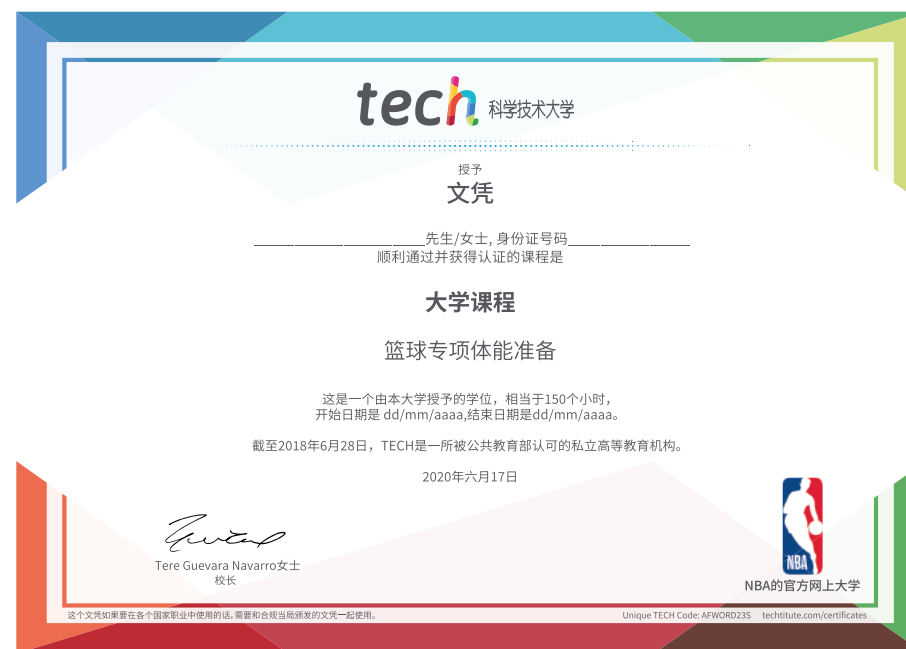 tech 科学技术大学
授予
文凭
先生/女士, 身份证号码
顺利通过并获得认证的课程是
大学课程
篮球专项体能准备
这是一个由本大学授予的学位，相当于150个小时，
开始日期是 dd/mm/aaaa,结束日期是dd/mm/aaaa。
截至2018年6月28日，TECH是一所被公共教育部认可的私立高等教育机构。
2020年六月17日
NBA
Tere Guevara Navarro女士
校长
NBA的官方网上大学
这个文凭如果要在各个国家职业中使用的话,需要和合规当局颁发的文凭一起使用。
Unique TECH Code: AFWORD23S techtitute.com/certificates